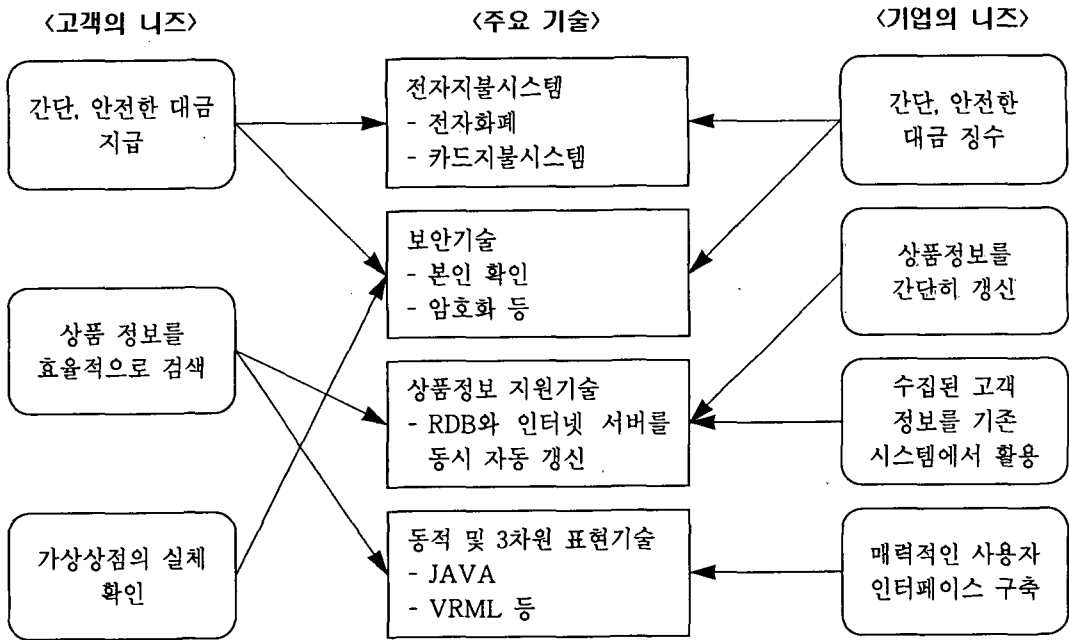 <고객의 니즈>
간단, 안전한 대금
지급
상품 정보를
효율적으로 검색
가상상점의 실체
확인
<주요 기술>
전자지불시스템
- 전자화폐
- 카드지불시스템
보안기술
- 본인 확인
- 암호화 등
상품정보 지원기술
- RDB와 인터넷 서버를
동시 자동 갱신
동적 및 3차원 표현기술
- JAVA
- VRML 등
<기업의 니즈>
간단, 안전한
대금 징수
상품정보를
간단히 갱신
수집된 고객
정보를 기존
시스템에서 활용
매력적인 사용자
인터페이스 구축